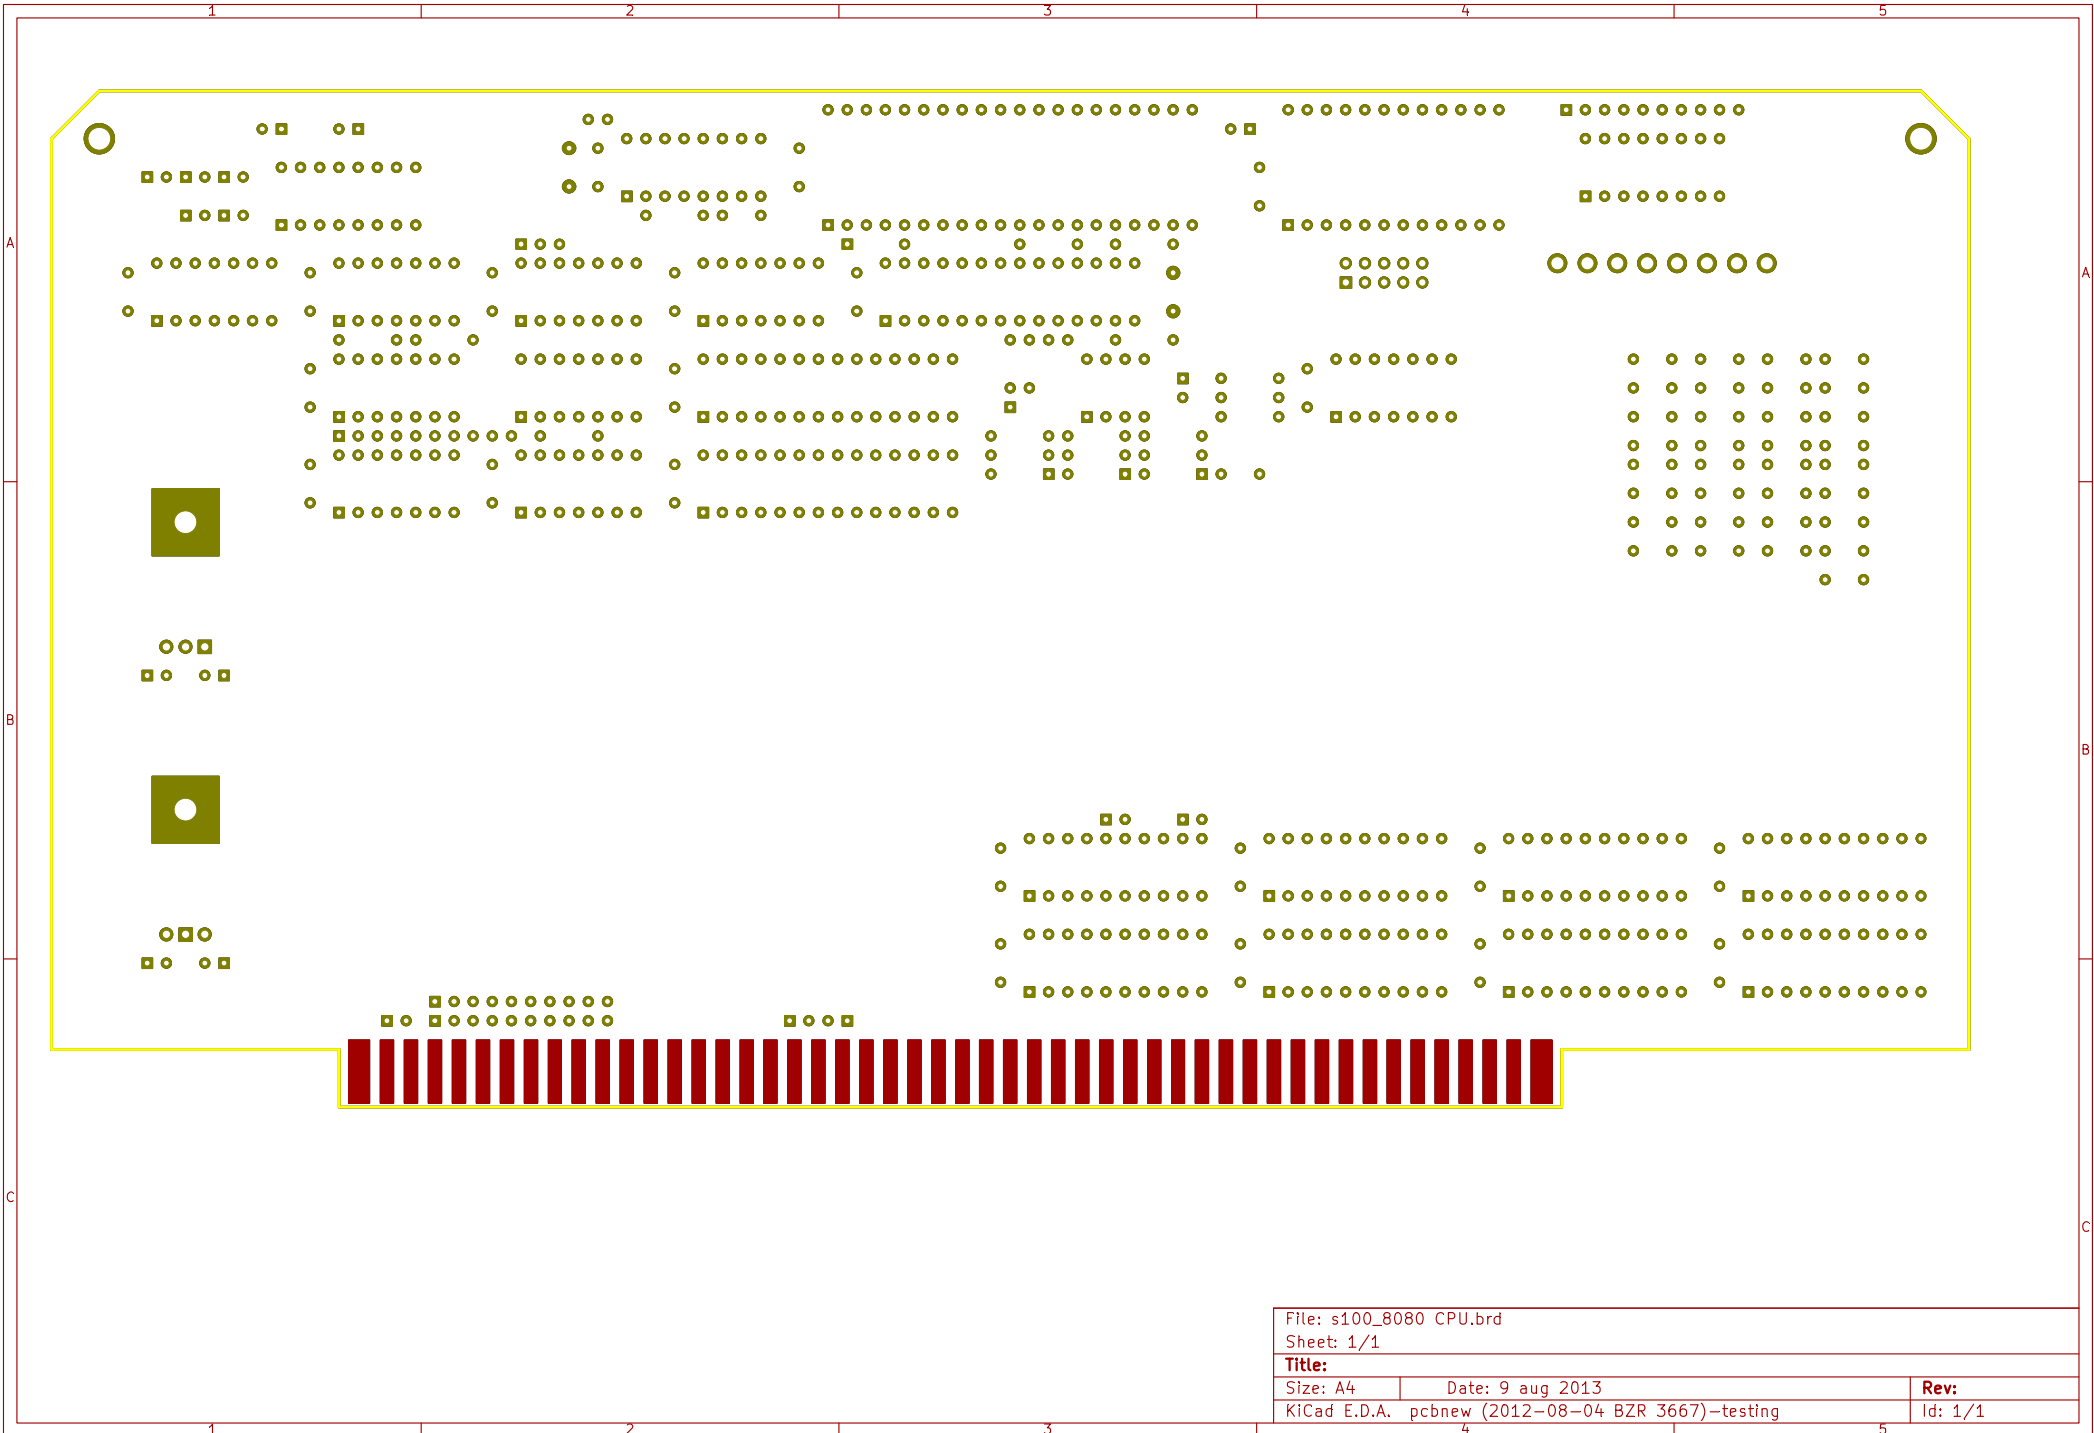 1 2 3 4 5
A A
B B
C C
File: s100_8080 CPU.brd
Sheet: 1/1
Title:
Size: A4 Date: 9 aug 2013 Rev:
KiCad E.D.A. pcbnew (2012-08-04 BZR 3667)-testing Id: 1/1
1 2 3 4 5